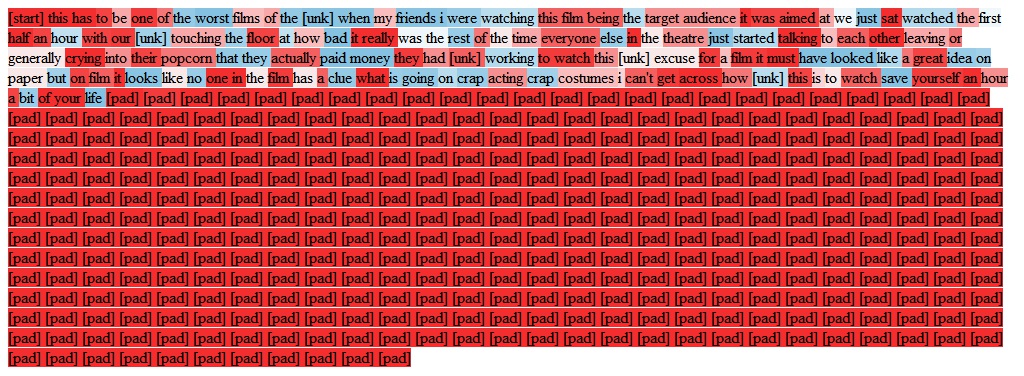 [start] this has to be one of the worst films of the [unk] when my friends i were watching this film being the target audience it was aimed at we just sat watched the first
half an hour with our [unk] touching the floor at how bad it really was the rest of the time everyone else in the theatre just started talking to each other leaving or
generally crying into their popcorn that they actually paid money they had [unk] working to watch this [unk] excuse for a film it must have looked like a great idea on
paper but on film it looks like no one in the film has a clue what is going on crap acting crap costumes i can't get across how [unk] this is to watch save yourself an hour
a bit of your life [pad] [pad] [pad] [pad] [pad] [pad] [pad] [pad] [pad] [pad] [pad] [pad] [pad] [pad] [pad] [pad] [pad] [pad] [pad] [pad] [pad] [pad] [pad] [pad]
[pad] [pad] [pad] [pad] [pad] [pad] [pad] [pad] [pad] [pad] [pad] [pad] [pad] [pad] [pad] [pad] [pad] [pad] [pad] [pad] [pad] [pad] [pad] [pad] [pad] [pad] [pad]
[pad] [pad] [pad] [pad] [pad] [pad] [pad] [pad] [pad] [pad] [pad] [pad] [pad] [pad] [pad] [pad] [pad] [pad] [pad] [pad] [pad] [pad] [pad] [pad] [pad] [pad] [pad]
[pad] [pad] [pad] [pad] [pad] [pad] [pad] [pad] [pad] [pad] [pad] [pad] [pad] [pad] [pad] [pad] [pad] [pad] [pad] [pad] [pad] [pad] [pad] [pad] [pad] [pad] [pad]
[pad] [pad] [pad] [pad] [pad] [pad] [pad] [pad] [pad] [pad] [pad] [pad] [pad] [pad] [pad] [pad] [pad] [pad] [pad] [pad] [pad] [pad] [pad] [pad] [pad] [pad] [pad]
[pad] [pad] [pad] [pad] [pad] [pad] [pad] [pad] [pad] [pad] [pad] [pad] [pad] [pad] [pad] [pad] [pad] [pad] [pad] [pad] [pad] [pad] [pad] [pad] [pad] [pad] [pad]
[pad] [pad] [pad] [pad] [pad] [pad] [pad] [pad] [pad] [pad] [pad] [pad] [pad] [pad] [pad] [pad] [pad] [pad] [pad] [pad] [pad] [pad] [pad] [pad] [pad] [pad] [pad]
[pad] [pad] [pad] [pad] [pad] [pad] [pad] [pad] [pad] [pad] [pad] [pad] [pad] [pad] [pad] [pad] [pad] [pad] [pad] [pad] [pad] [pad] [pad] [pad] [pad] [pad] [pad]
[pad] [pad] [pad] [pad] [pad] [pad] [pad] [pad] [pad] [pad] [pad] [pad] [pad] [pad] [pad] [pad] [pad] [pad] [pad] [pad] [pad] [pad] [pad] [pad] [pad] [pad] [pad]
[pad] [pad] [pad] [pad] [pad] [pad] [pad] [pad] [pad] [pad] [pad] [pad] [pad] [pad] [pad] [pad] [pad] [pad] [pad] [pad] [pad] [pad] [pad] [pad] [pad] [pad] [pad]
[pad] [pad] [pad] [pad] [pad] [pad] [pad] [pad] [pad] [pad] [pad] [pad] [pad] [pad] [pad] [pad] [pad] [pad] [pad] [pad] [pad] [pad] [pad] [pad] [pad] [pad] [pad]
[pad] [pad] [pad] [pad] [pad] [pad] [pad] [pad] [pad] [pad] [pad] [pad] [pad] [pad] [pad] [pad] [pad] [pad] [pad] [pad] [pad] [pad] [pad] [pad] [pad] [pad] [pad]
[pad] [pad] [pad] [pad] [pad] [pad] [pad] [pad] [pad] [pad] [pad] [pad] [pad] [pad] [pad] [pad] [pad] [pad] [pad] [pad] [pad] [pad] [pad] [pad] [pad] [pad] [pad]
[pad] [pad] [pad] [pad] [pad] [pad] [pad] [pad] [pad] [pad] [pad]